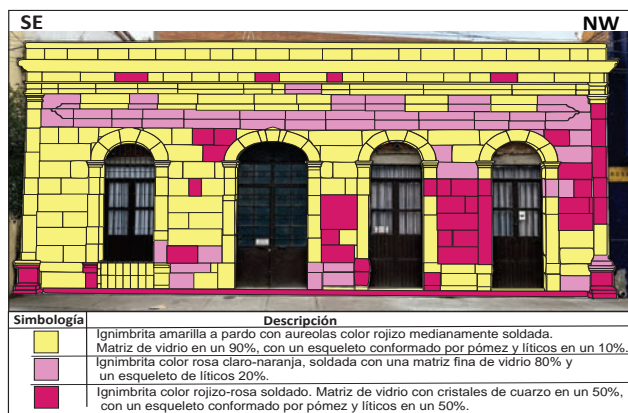 SE NW
Simbología Descripción
Ignimbrita amarilla a pardo con aureolas color rojizo medianamente soldada.
Matriz de vidrio en un 90%, con un esqueleto conformado por pómez y líticos en un 10%.
Ignimbrita color rosa claro-naranja, soldada con una matriz fina de vidrio 80% y
un esqueleto de líticos 20%.
Ignimbrita color rojizo-rosa soldado. Matriz de vidrio con cristales de cuarzo en un 50%,
con un esqueleto conformado por pómez y líticos en un 50%.